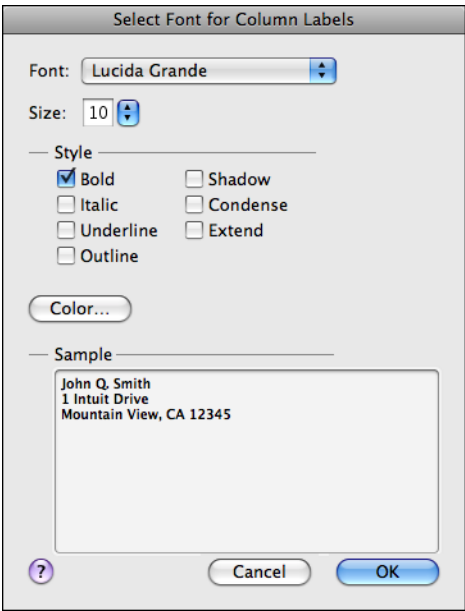 Select Font for Column Labels
Font: Lucida Grande
Size: 10
Style
Bold Shadow
Italic Condense
Underline Extend
Outline
Color...
Sample
John Q. Smith
1 Intuit Drive
Mountain View, CA 12345
? Cancel OK